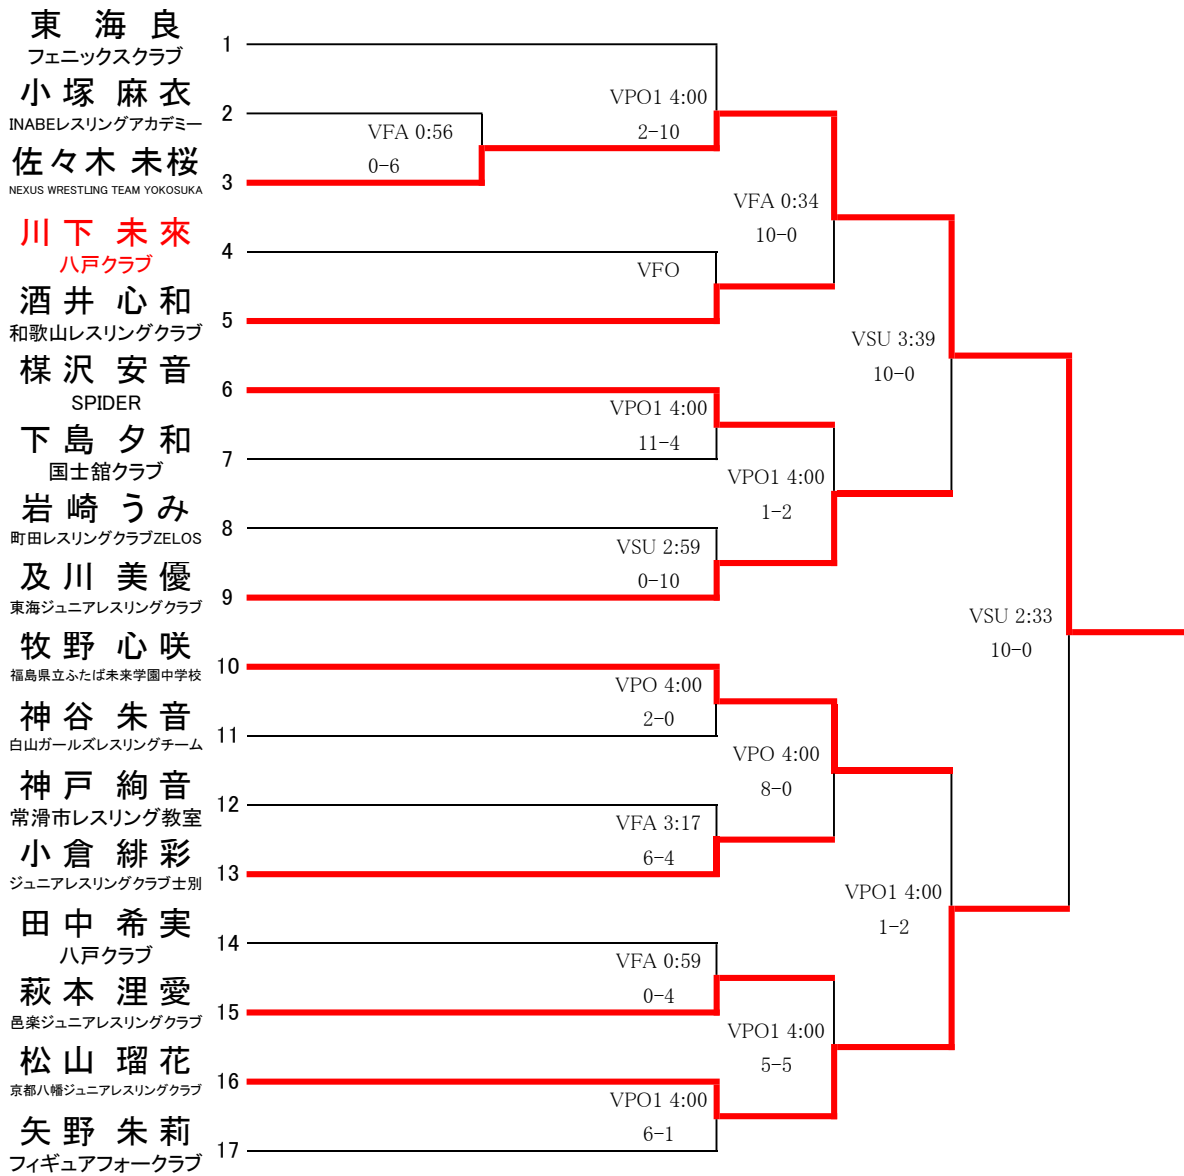 東 海 良
フェニックスクラブ
1
小 塚 麻 衣
INABEレスリングアカデミー
2
佐々木 未桜
NEXUS WRESTLING TEAM YOKOSUKA
3
川 下 未 來
八戸クラブ
4
酒 井 心 和
和歌山レスリングクラブ
5
楳 沢 安 音
SPIDER
6
下 島 夕 和
国士舘クラブ
7
岩 崎 う み
町田レスリングクラブZELOS
8
及 川 美 優
東海ジュニアレスリングクラブ
9
牧 野 心 咲
福島県立ふたば未来学園中学校
10
神 谷 朱 音
白山ガールズレスリングチーム
11
神 戸 絢 音
常滑市レスリング教室
12
小 倉 緋 彩
ジュニアレスリングクラブ士別
13
田 中 希 実
八戸クラブ
14
萩 本 浬 愛
邑楽ジュニアレスリングクラブ
15
松 山 瑠 花
京都八幡ジュニアレスリングクラブ
16
矢 野 朱 莉
フィギュアフォークラブ
17
VFA 0:56
0-6
VPO1 4:00
2-10
VFO
VPO1 4:00
11-4
VSU 2:59
0-10
VPO 4:00
2-0
VFA 3:17
6-4
VFA 0:59
0-4
VPO1 4:00
6-1
VFA 0:34
10-0
VPO1 4:00
1-2
VPO 4:00
8-0
VPO1 4:00
5-5
VSU 3:39
10-0
VPO1 4:00
1-2
VSU 2:33
10-0